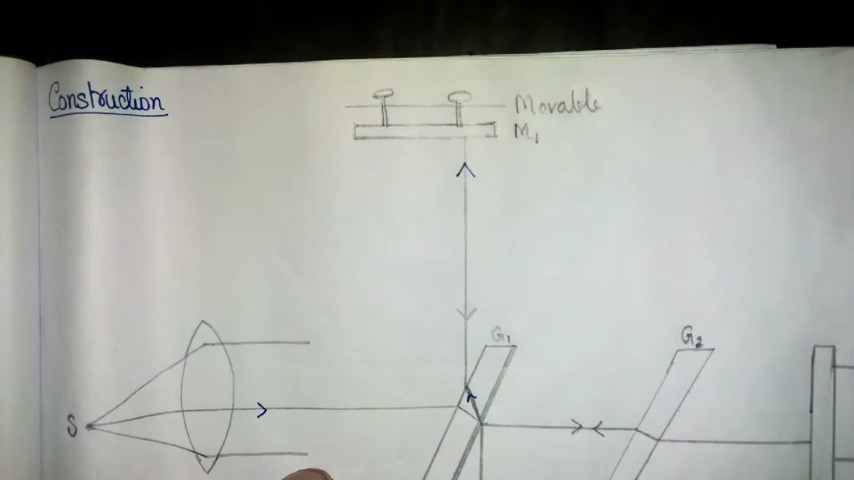 Construction
Movable
M₁
G₁
G₂
S